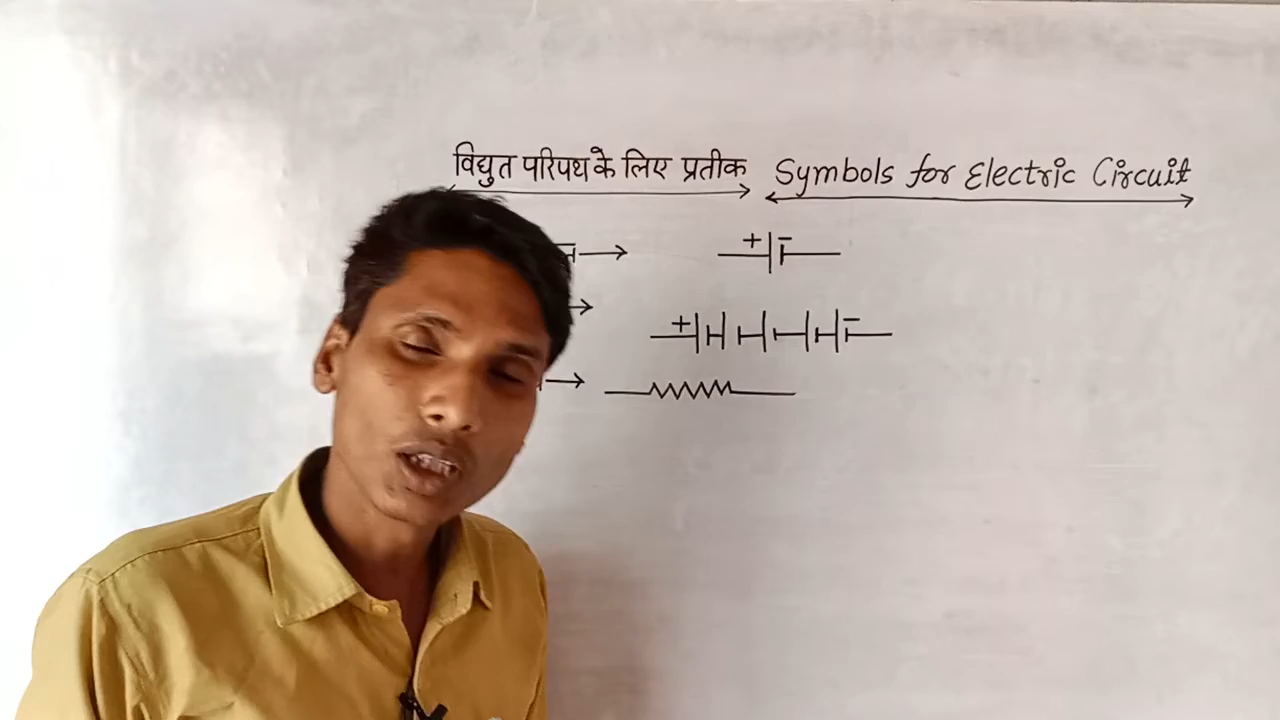 विद्युत परिपथ के लिए प्रतीक Symbols for Electric Circuit
+ -
+ -